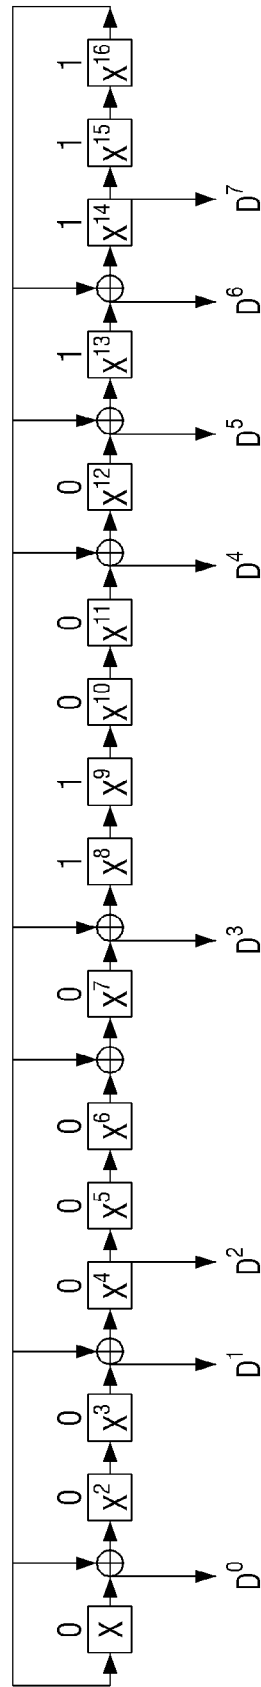 0 0 0 0 0 0 0 1 1 0 0 0 1 1 1 1
X X² X³ X⁴ X⁵ X⁶ X⁷ X⁸ X⁹ X¹⁰ X¹¹ X¹² X¹³ X¹⁴ X¹⁵ X¹⁶
D⁰ D¹ D² D³ D⁴ D⁵ D⁶ D⁷